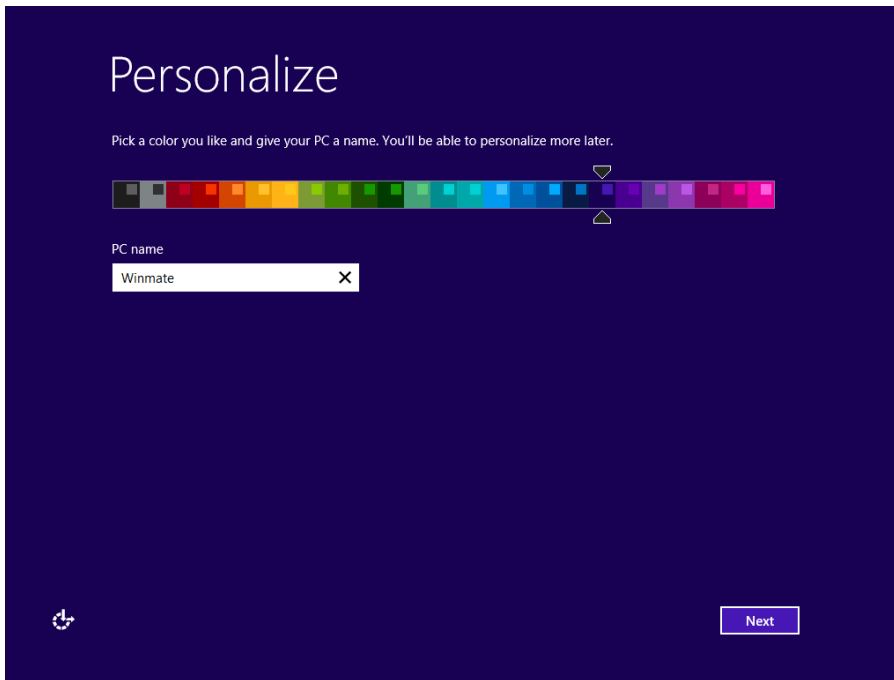 Personalize
Pick a color you like and give your PC a name. You'll be able to personalize more later.
PC name
Winmate
Next